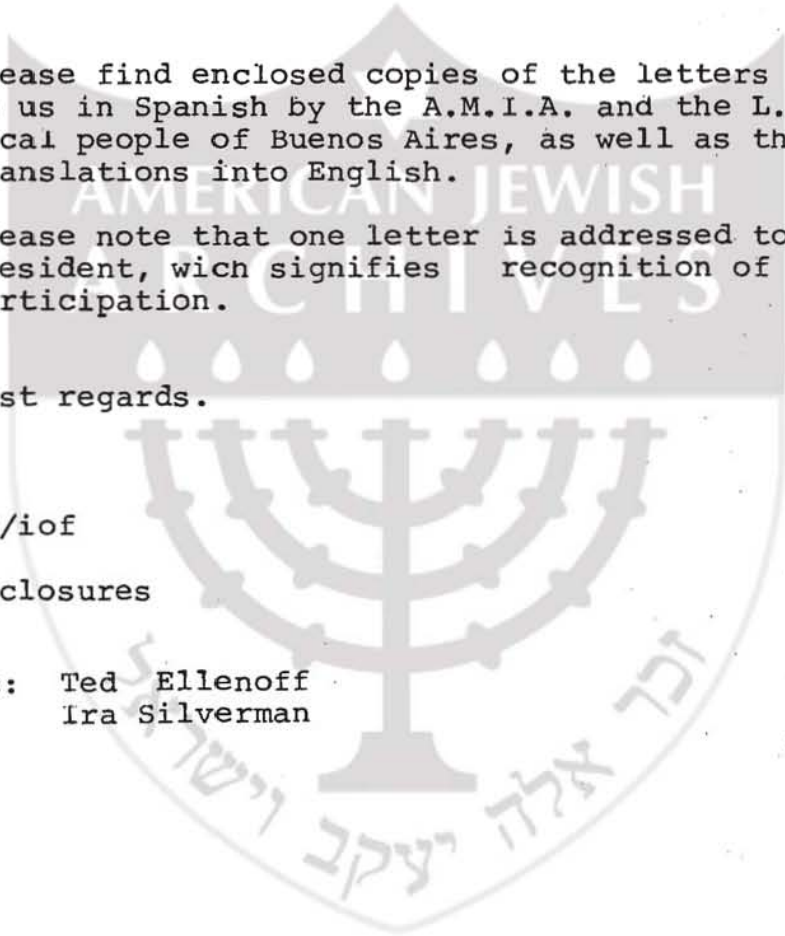 ease find enclosed copies of the letters
us in Spanish by the A.M.I.A. and the L.
cal people of Buenos Aires, as well as th
anslations into English.
AMERICAN JEWISH
ease note that one letter is addressed to
esident, wich signifies recognition of
ARCHIVES
rticipation.
st regards.
/iof
closures
: Ted Ellenoff
Ira Silverman
זכר אלה יעקב וישראל